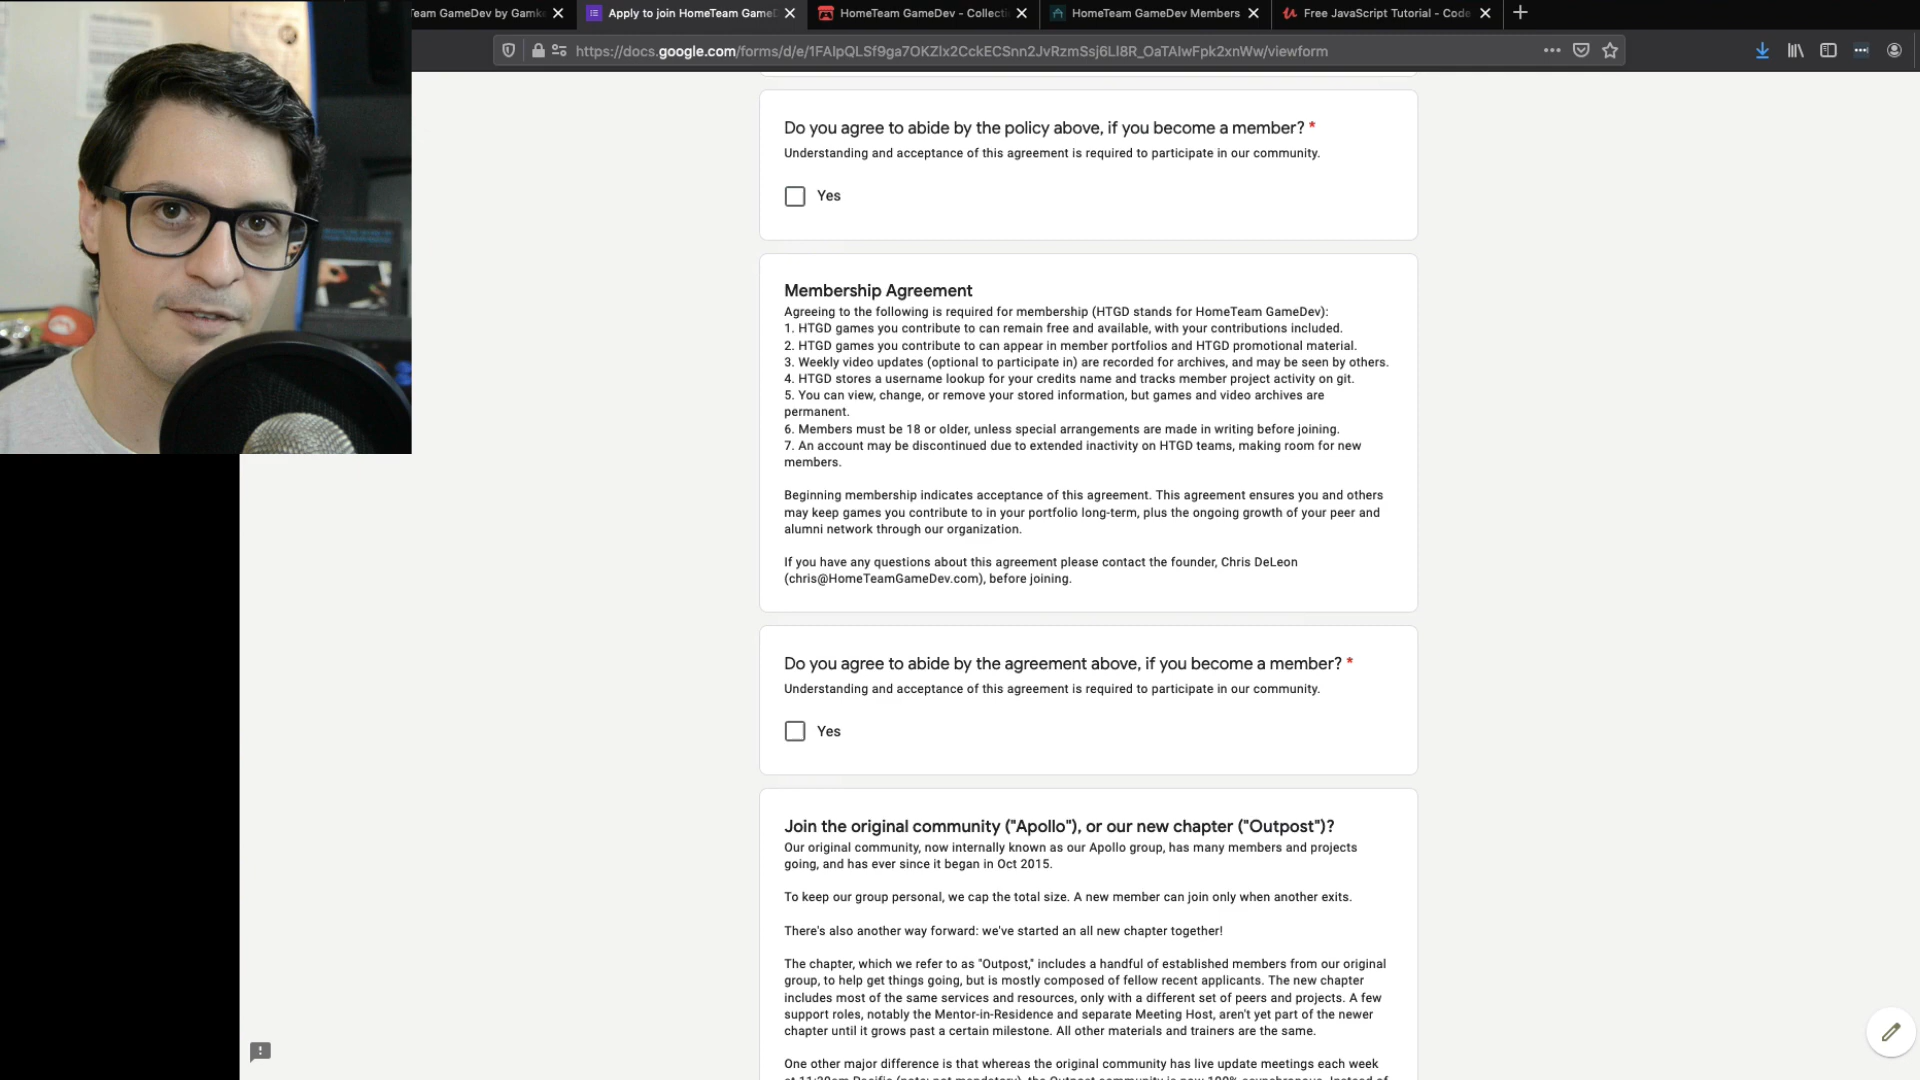 Team GameDev by Gamk
Apply to join HomeTeam GameD
HomeTeam GameDev - Collecti
HomeTeam GameDev Members
Free JavaScript Tutorial - Code
https://docs.google.com/forms/d/e/1FAIpQLSf9ga7OKZlx2CckECSnn2JvRzmSsj6Ll8R_OaTAIwFpk2xnWw/viewform
Do you agree to abide by the policy above, if you become a member? *
Understanding and acceptance of this agreement is required to participate in our community.
Yes
Membership Agreement
Agreeing to the following is required for membership (HTGD stands for HomeTeam GameDev):
1. HTGD games you contribute to can remain free and available, with your contributions included.
2. HTGD games you contribute to can appear in member portfolios and HTGD promotional material.
3. Weekly video updates (optional to participate in) are recorded for archives, and may be seen by others.
4. HTGD stores a username lookup for your credits name and tracks member project activity on git.
5. You can view, change, or remove your stored information, but games and video archives are
permanent.
6. Members must be 18 or older, unless special arrangements are made in writing before joining.
7. An account may be discontinued due to extended inactivity on HTGD teams, making room for new
members.
Beginning membership indicates acceptance of this agreement. This agreement ensures you and others
may keep games you contribute to in your portfolio long-term, plus the ongoing growth of your peer and
alumni network through our organization.
If you have any questions about this agreement please contact the founder, Chris DeLeon
(chris@HomeTeamGameDev.com), before joining.
Do you agree to abide by the agreement above, if you become a member? *
Understanding and acceptance of this agreement is required to participate in our community.
Yes
Join the original community ("Apollo"), or our new chapter ("Outpost")?
Our original community, now internally known as our Apollo group, has many members and projects
going, and has ever since it began in Oct 2015.
To keep our group personal, we cap the total size. A new member can join only when another exits.
There's also another way forward: we've started an all new chapter together!
The chapter, which we refer to as "Outpost," includes a handful of established members from our original
group, to help get things going, but is mostly composed of fellow recent applicants. The new chapter
includes most of the same services and resources, only with a different set of peers and projects. A few
support roles, notably the Mentor-in-Residence and separate Meeting Host, aren't yet part of the newer
chapter until it grows past a certain milestone. All other materials and trainers are the same.
One other major difference is that whereas the original community has live update meetings each week